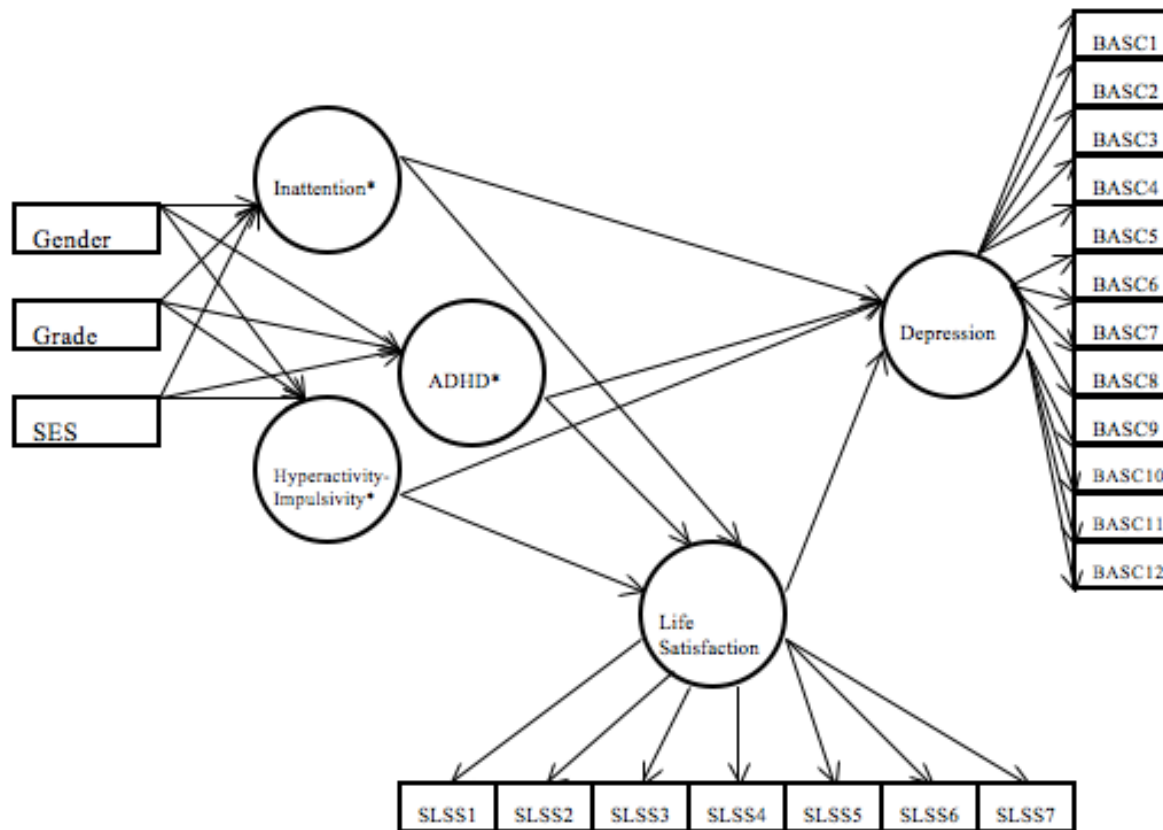 BASC1
BASC2
BASC3
BASC4
BASC5
BASC6
BASC7
BASC8
BASC9
BASC10
BASC11
BASC12
Inattention*
Gender
Grade
SES
ADHD*
Hyperactivity-
Impulsivity*
Depression
Life
Satisfaction
SLSS1 SLSS2 SLSS3 SLSS4 SLSS5 SLSS6 SLSS7